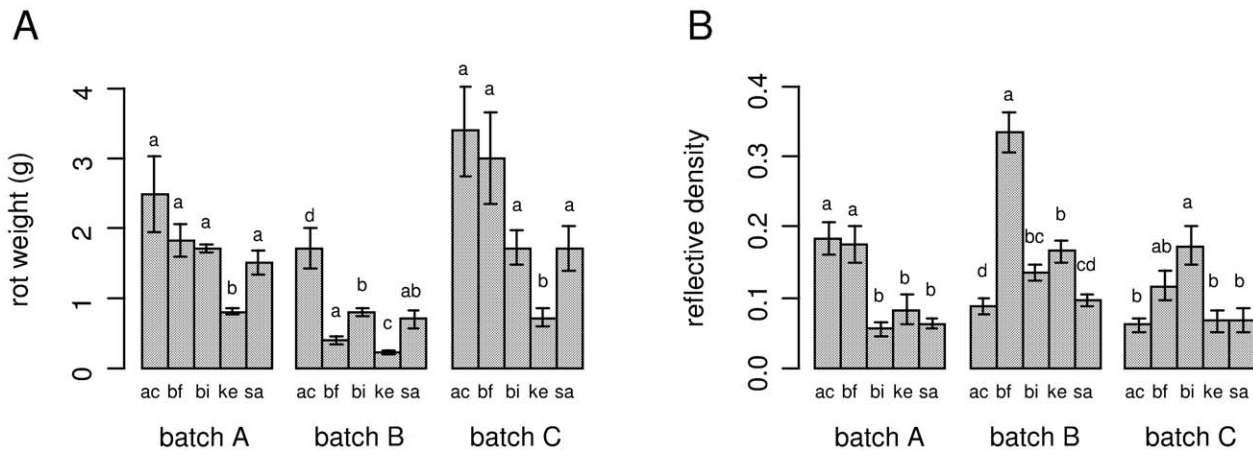 A
rot weight (g)
0 1 2 3 4
a a a b a
d a b c ab
a a a b a
ac bf bi ke sa
ac bf bi ke sa
ac bf bi ke sa
batch A batch B batch C
B
reflective density
0.0 0.1 0.2 0.3 0.4
a a b b b
d a bc b cd
b ab a b b
ac bf bi ke sa
ac bf bi ke sa
ac bf bi ke sa
batch A batch B batch C